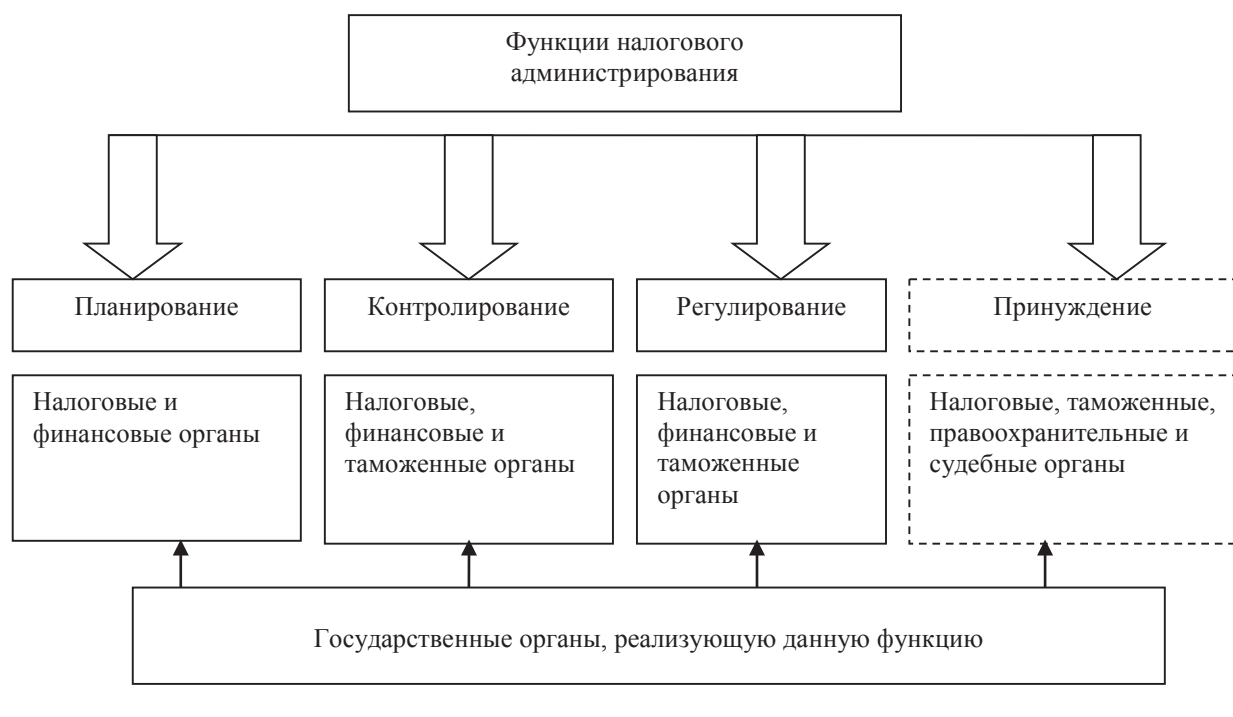 Функции налогового
администрирования
Планирование
Контролирование
Регулирование
Принуждение
Налоговые и
финансовые органы
Налоговые,
финансовые и
таможенные органы
Налоговые,
финансовые и
таможенные
органы
Налоговые, таможенные,
правоохранительные и
судебные органы
Государственные органы, реализующую данную функцию